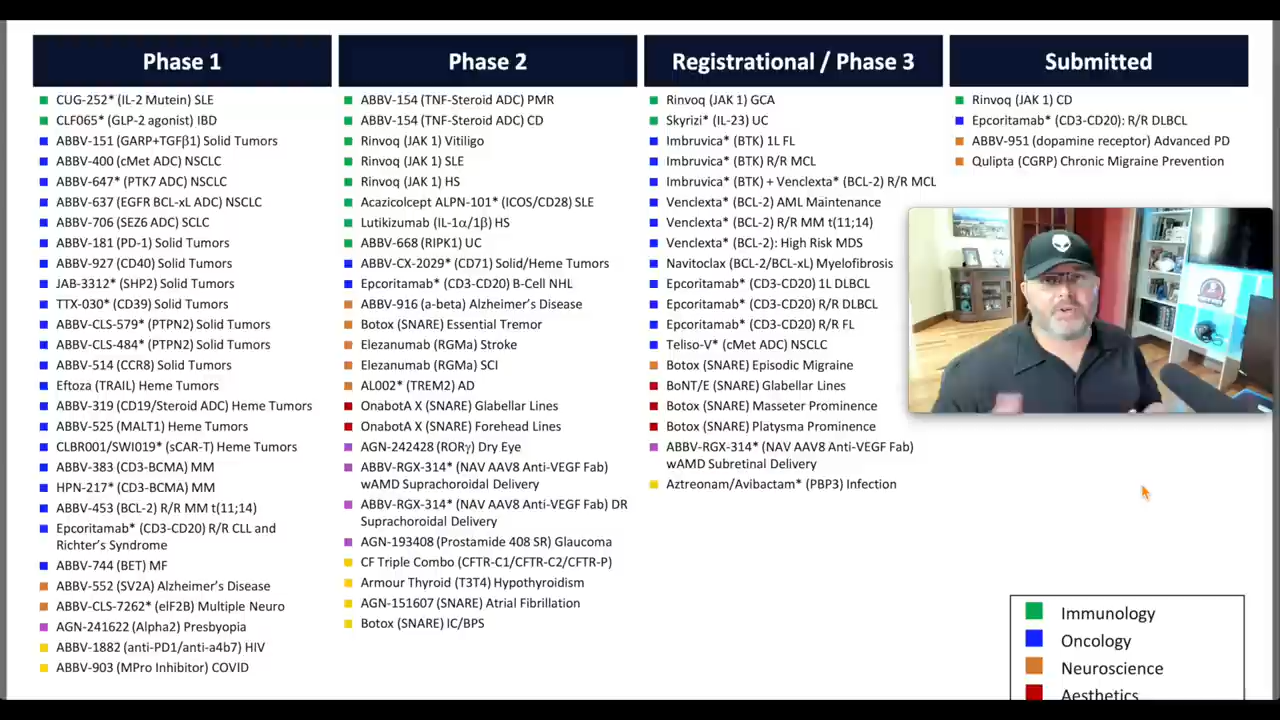 Phase 1
CUG-252* (IL-2 Mutein) SLE
CLF065* (GLP-2 agonist) IBD
ABBV-151 (GARP+TGFβ1) Solid Tumors
ABBV-400 (cMet ADC) NSCLC
ABBV-647* (PTK7 ADC) NSCLC
ABBV-637 (EGFR BCL-xL ADC) NSCLC
ABBV-706 (SEZ6 ADC) SCLC
ABBV-181 (PD-1) Solid Tumors
ABBV-927 (CD40) Solid Tumors
JAB-3312* (SHP2) Solid Tumors
TTX-030* (CD39) Solid Tumors
ABBV-CLS-579* (PTPN2) Solid Tumors
ABBV-CLS-484* (PTPN2) Solid Tumors
ABBV-514 (CCR8) Solid Tumors
Eftoza (TRAIL) Heme Tumors
ABBV-319 (CD19/Steroid ADC) Heme Tumors
ABBV-525 (MALT1) Heme Tumors
CLBR001/SWI019* (sCAR-T) Heme Tumors
ABBV-383 (CD3-BCMA) MM
HPN-217* (CD3-BCMA) MM
ABBV-453 (BCL-2) R/R MM t(11;14)
Epcoritamab* (CD3-CD20) R/R CLL and
Richter's Syndrome
ABBV-744 (BET) MF
ABBV-552 (SV2A) Alzheimer's Disease
ABBV-CLS-7262* (eIF2B) Multiple Neuro
AGN-241622 (Alpha2) Presbyopia
ABBV-1882 (anti-PD1/anti-a4b7) HIV
ABBV-903 (MPro Inhibitor) COVID
Phase 2
ABBV-154 (TNF-Steroid ADC) PMR
ABBV-154 (TNF-Steroid ADC) CD
Rinvoq (JAK 1) Vitiligo
Rinvoq (JAK 1) SLE
Rinvoq (JAK 1) HS
Acazicolcept ALPN-101* (ICOS/CD28) SLE
Lutikizumab (IL-1α/1β) HS
ABBV-668 (RIPK1) UC
ABBV-CX-2029* (CD71) Solid/Heme Tumors
Epcoritamab* (CD3-CD20) B-Cell NHL
ABBV-916 (a-beta) Alzheimer's Disease
Botox (SNARE) Essential Tremor
Elezanumab (RGMa) Stroke
Elezanumab (RGMa) SCI
AL002* (TREM2) AD
OnabotA X (SNARE) Glabellar Lines
OnabotA X (SNARE) Forehead Lines
AGN-242428 (RORγ) Dry Eye
ABBV-RGX-314* (NAV AAV8 Anti-VEGF Fab)
wAMD Suprachoroidal Delivery
ABBV-RGX-314* (NAV AAV8 Anti-VEGF Fab) DR
Suprachoroidal Delivery
AGN-193408 (Prostamide 408 SR) Glaucoma
CF Triple Combo (CFTR-C1/CFTR-C2/CFTR-P)
Armour Thyroid (T3T4) Hypothyroidism
AGN-151607 (SNARE) Atrial Fibrillation
Botox (SNARE) IC/BPS
Registrational / Phase 3
Rinvoq (JAK 1) GCA
Skyrizi* (IL-23) UC
Imbruvica* (BTK) 1L FL
Imbruvica* (BTK) R/R MCL
Imbruvica* (BTK) + Venclexta* (BCL-2) R/R MCL
Venclexta* (BCL-2) AML Maintenance
Venclexta* (BCL-2) R/R MM t(11;14)
Venclexta* (BCL-2): High Risk MDS
Navitoclax (BCL-2/BCL-xL) Myelofibrosis
Epcoritamab* (CD3-CD20) 1L DLBCL
Epcoritamab* (CD3-CD20) R/R DLBCL
Epcoritamab* (CD3-CD20) R/R FL
Teliso-V* (cMet ADC) NSCLC
Botox (SNARE) Episodic Migraine
BoNT/E (SNARE) Glabellar Lines
Botox (SNARE) Masseter Prominence
Botox (SNARE) Platysma Prominence
ABBV-RGX-314* (NAV AAV8 Anti-VEGF Fab)
wAMD Subretinal Delivery
Aztreonam/Avibactam* (PBP3) Infection
Submitted
Rinvoq (JAK 1) CD
Epcoritamab* (CD3-CD20): R/R DLBCL
ABBV-951 (dopamine receptor) Advanced PD
Qulipta (CGRP) Chronic Migraine Prevention
Immunology
Oncology
Neuroscience
Aesthetics